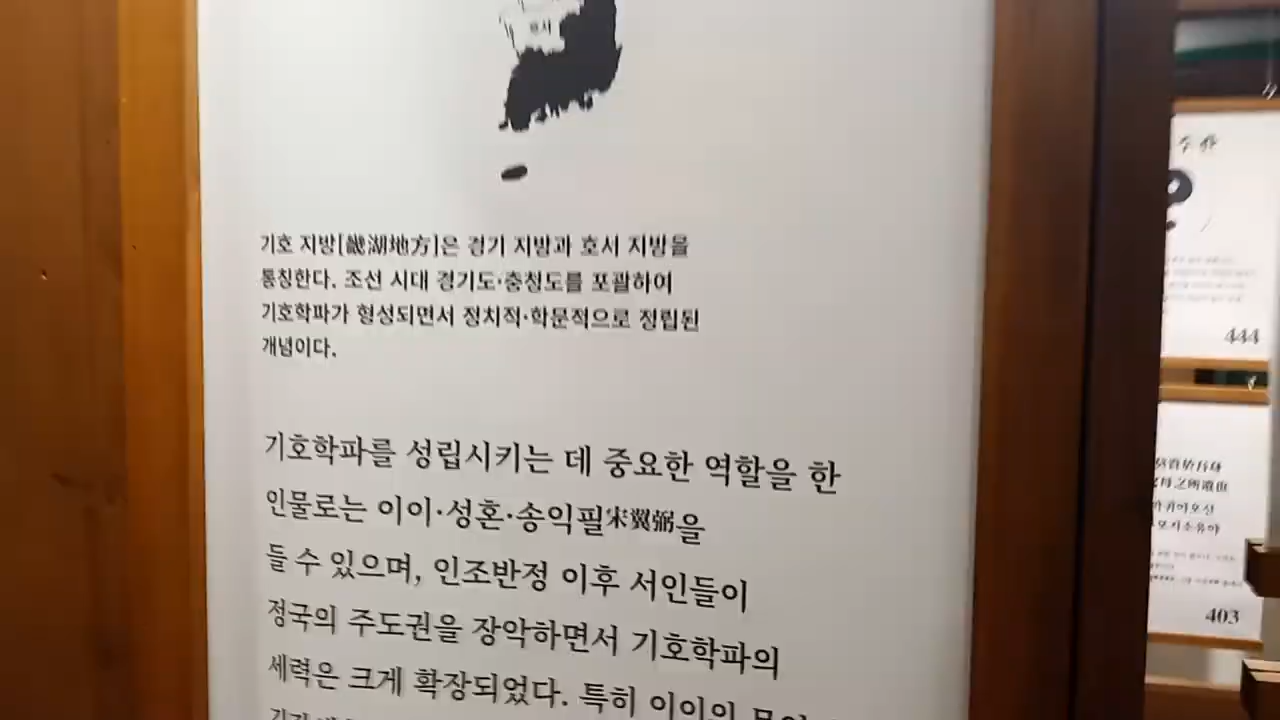 호서
기호 지방[畿湖地方]은 경기 지방과 호서 지방을
통칭한다. 조선 시대 경기도·충청도를 포괄하여
기호학파가 형성되면서 정치적·학문적으로 정립된
개념이다.
기호학파를 성립시키는 데 중요한 역할을 한
인물로는 이이·성혼·송익필宋翼弼을
들 수 있으며, 인조반정 이후 서인들이
정국의 주도권을 장악하면서 기호학파의
세력은 크게 확장되었다. 특히 이이의
444
403